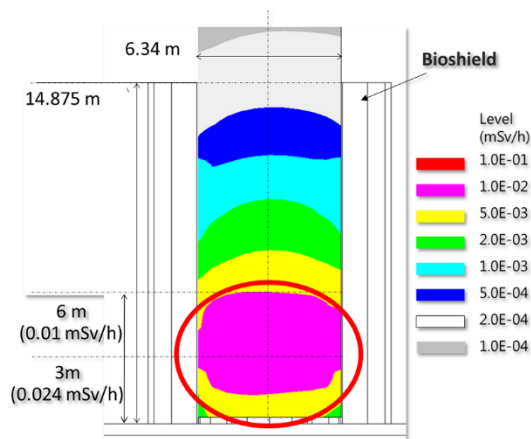 6.34 m
Bioshield
14.875 m
Level
(mSv/h)
1.0E-01
1.0E-02
5.0E-03
2.0E-03
1.0E-03
5.0E-04
2.0E-04
1.0E-04
6 m
(0.01 mSv/h)
3m
(0.024 mSv/h)